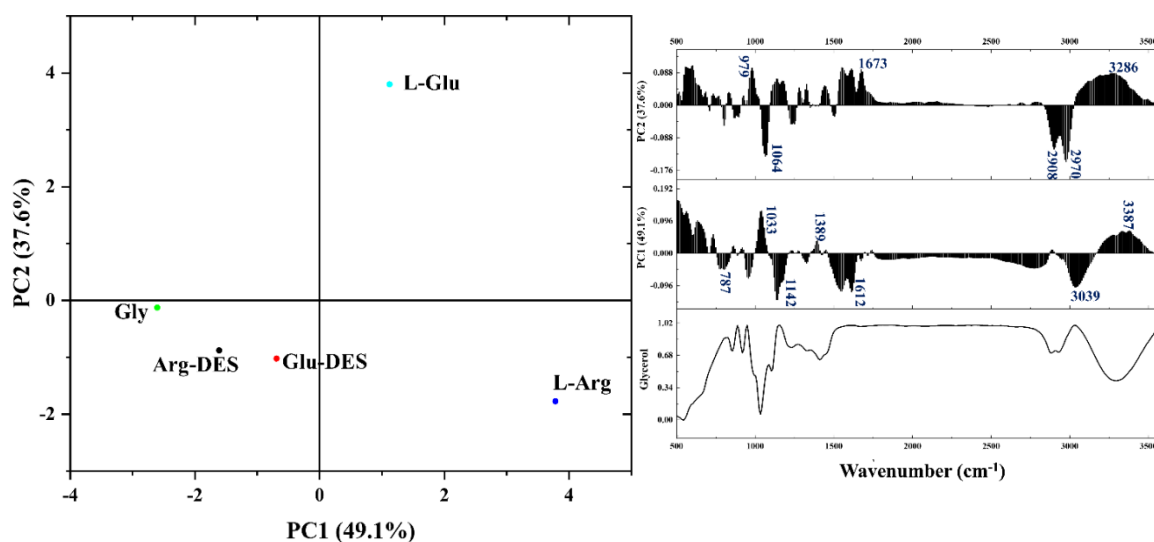 4
2
0
-2
-4
-2
0
2
4
PC2 (37.6%)
PC1 (49.1%)
L-Glu
Gly
Arg-DES
Glu-DES
L-Arg
500 1000 1500 2000 2500 3000 3500
PC2 (37.6%)
0.088
0.000
-0.088
-0.176
979
1673
3286
1064
2908
2970
PC1 (49.1%)
0.192
0.096
0.000
-0.096
1033
1389
3387
787
1142
1612
3039
Glycerol
1.02
0.68
0.34
0.00
500 1000 1500 2000 2500 3000 3500
Wavenumber (cm⁻¹)